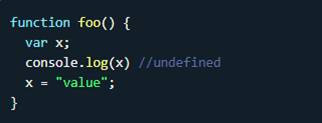 function foo() {
  var x;
  console.log(x) //undefined
  x = "value";
}